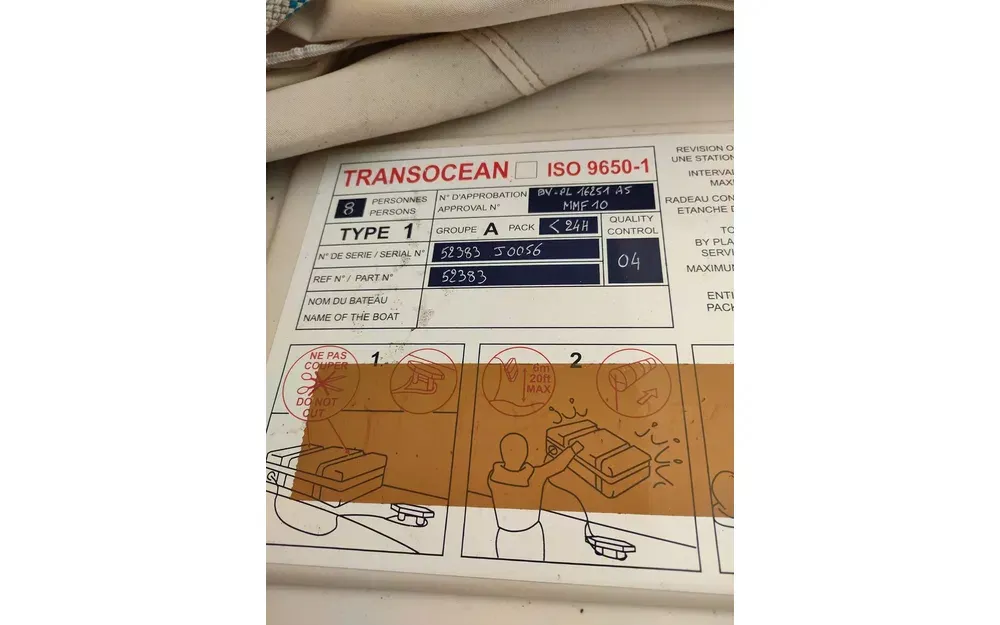 TRANSOCEAN ISO 9650-1
8 PERSONNES
PERSONS
N° D'APPROBATION
APPROVAL N°
BV-PL 16251 A5
MMF 10
TYPE 1
GROUPE A PACK < 24H
QUALITY
CONTROL
04
N° DE SERIE / SERIAL N° 52383 J0056
REF N° / PART N° 52383
NOM DU BATEAU
NAME OF THE BOAT
REVISION
UNE STATION
INTERVAL
MAX
RADEAU CON
ETANCHE D
TO
BY PLA
SERV
MAXIMUM
ENTI
PACK
1.
NE PAS
COUPER
DO NOT
CUT
2
6m
20ft
MAX